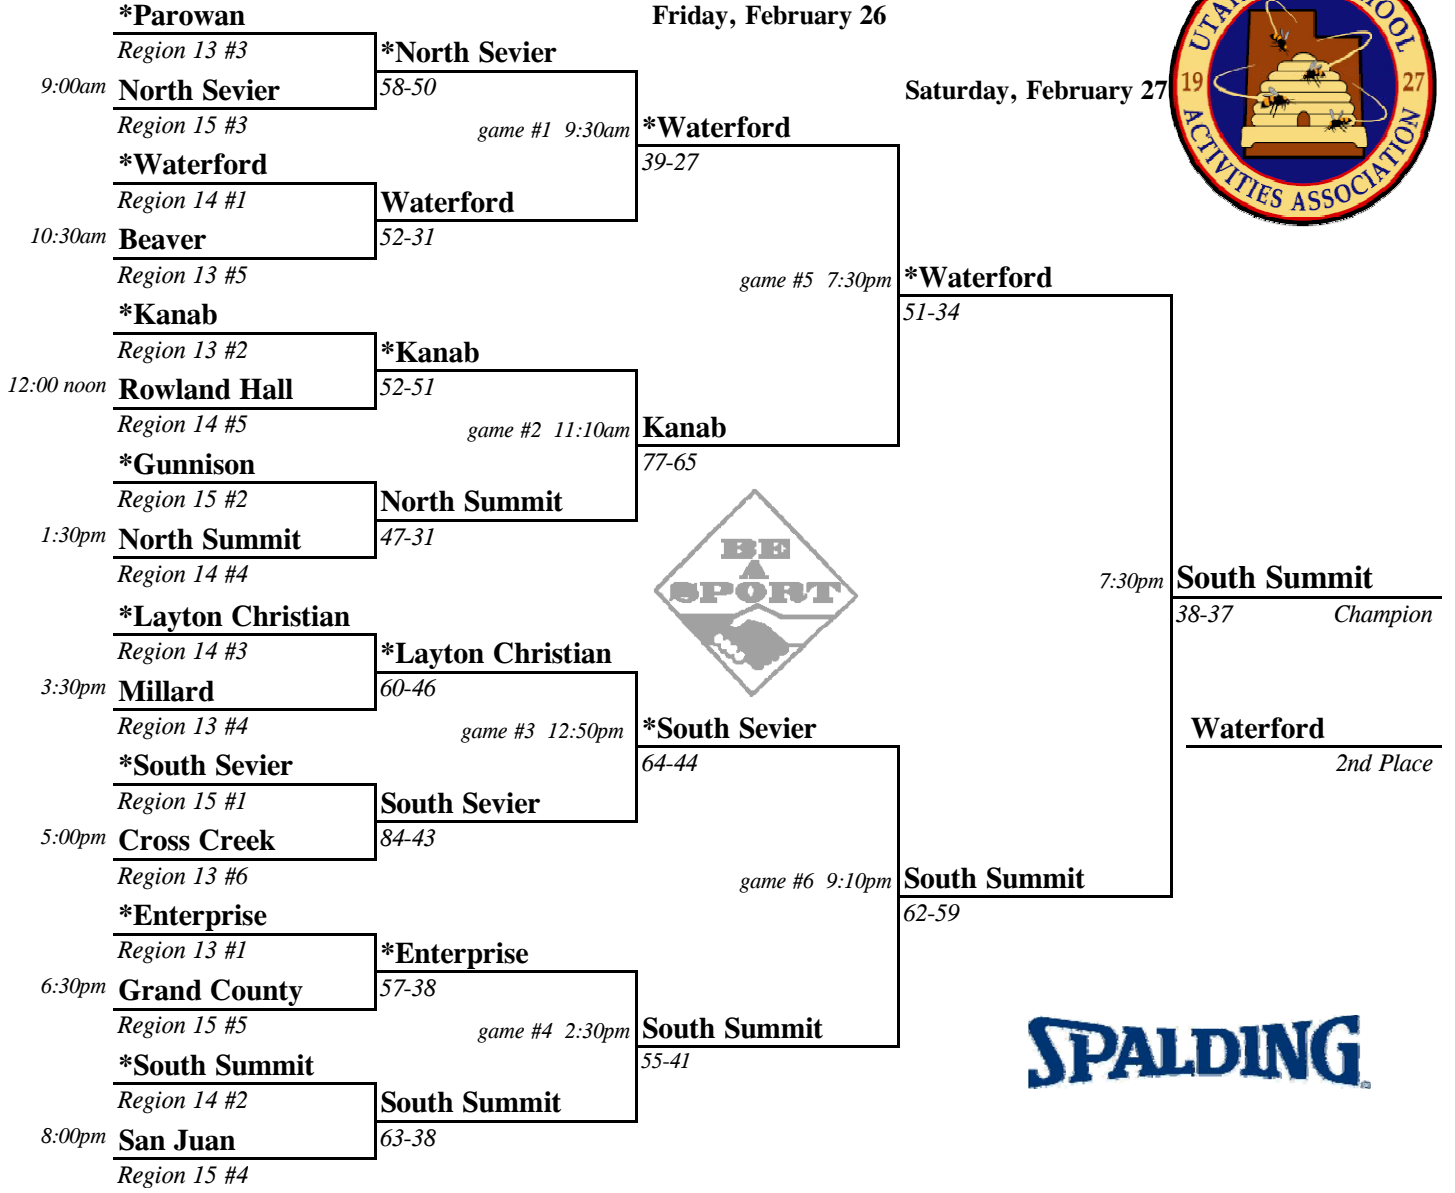 *Parowan
Region 13 #3
9:00am North Sevier
Region 15 #3
*Waterford
Region 14 #1
10:30am Beaver
Region 13 #5
*Kanab
Region 13 #2
12:00 noon Rowland Hall
Region 14 #5
*Gunnison
Region 15 #2
1:30pm North Summit
Region 14 #4
*Layton Christian
Region 14 #3
3:30pm Millard
Region 13 #4
*South Sevier
Region 15 #1
5:00pm Cross Creek
Region 13 #6
*Enterprise
Region 13 #1
6:30pm Grand County
Region 15 #5
*South Summit
Region 14 #2
8:00pm San Juan
Region 15 #4
*North Sevier
58-50
Waterford
52-31
*Kanab
52-51
North Summit
47-31
*Layton Christian
60-46
South Sevier
84-43
*Enterprise
57-38
South Summit
63-38
Friday, February 26
game #1 9:30am *Waterford
39-27
game #2 11:10am Kanab
77-65
game #3 12:50pm *South Sevier
64-44
game #4 2:30pm South Summit
55-41
game #5 7:30pm *Waterford
51-34
game #6 9:10pm South Summit
62-59
Saturday, February 27
7:30pm South Summit
38-37 Champion
Waterford
2nd Place
BE
A
SPORT
19 27
ACTIVITIES ASSOCIATION
SPALDING